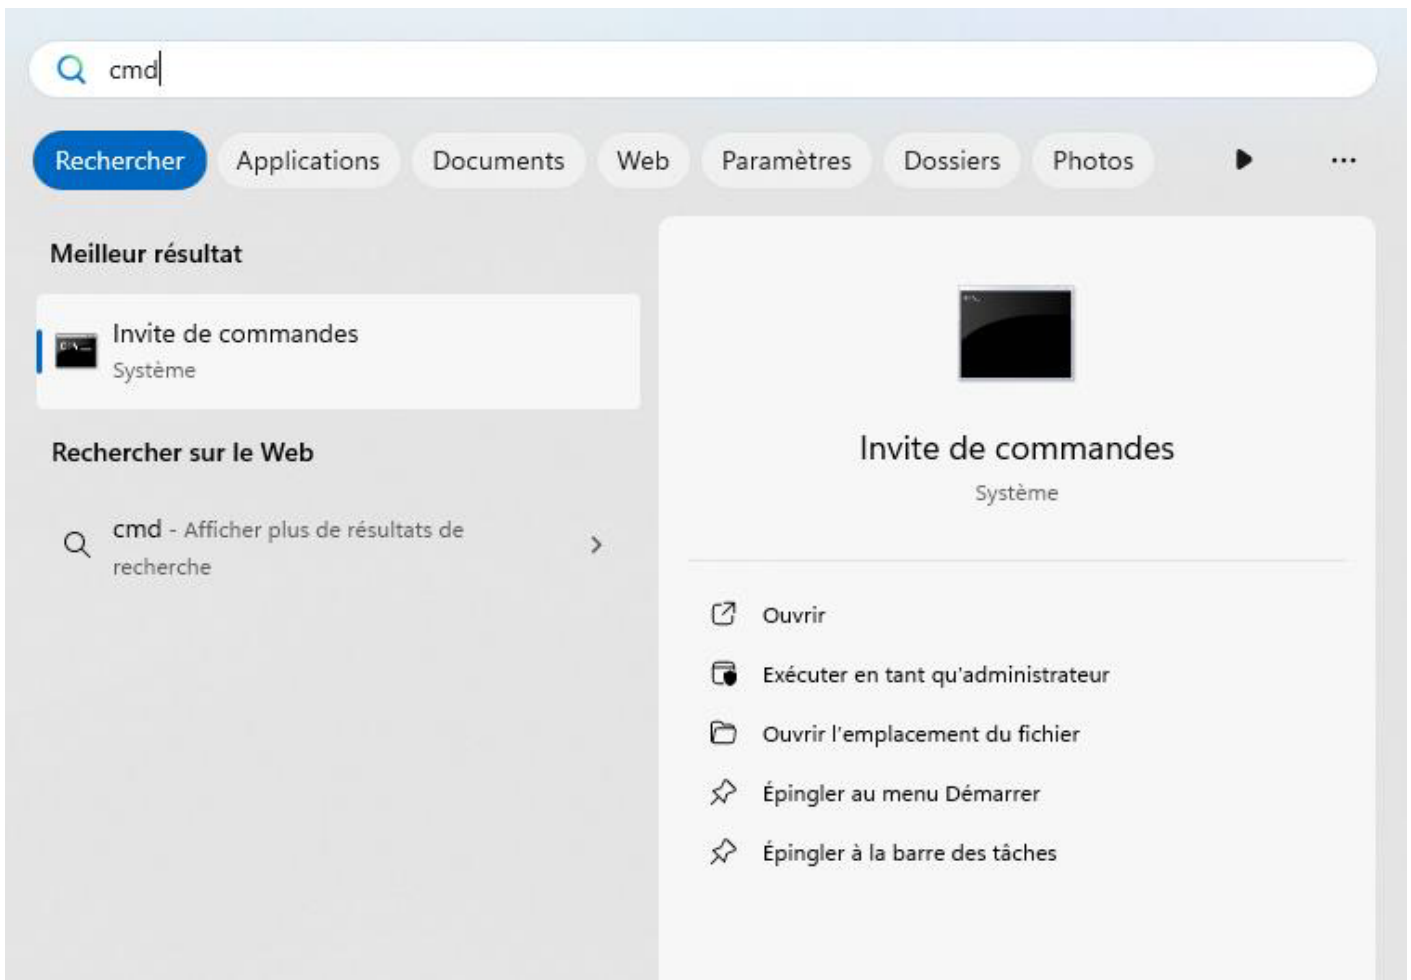 cmd
Rechercher Applications Documents Web Paramètres Dossiers Photos
Meilleur résultat
Invite de commandes
Système
Rechercher sur le Web
cmd - Afficher plus de résultats de
recherche
Invite de commandes
Système
Ouvrir
Exécuter en tant qu'administrateur
Ouvrir l'emplacement du fichier
Épingler au menu Démarrer
Épingler à la barre des tâches